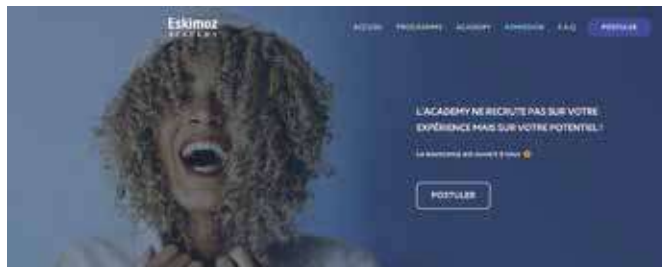 Eskimoz
ACADEMY
ACCUEIL PROGRAMME ACADEMY ADMISSION F.A.Q POSTULER
L'ACADEMY NE RECRUTE PAS SUR VOTRE
EXPÉRIENCE MAIS SUR VOTRE POTENTIEL !
POSTULER